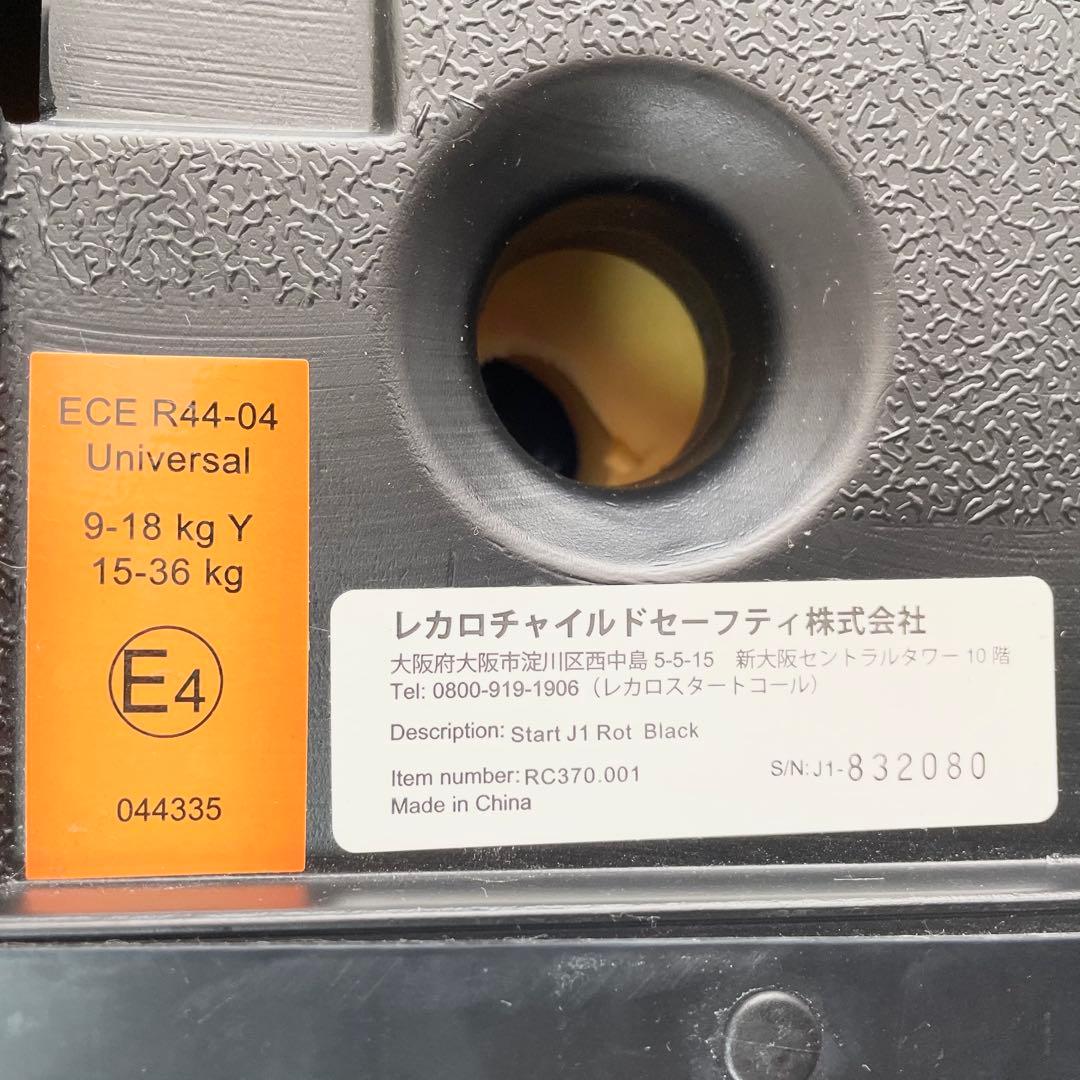 ECE R44-04
Universal
9-18 kg Y
15-36 kg
E4
044335
レカロチャイルドセーフティ株式会社
大阪府大阪市淀川区西中島 5-5-15 新大阪セントラルタワー 10 階
Tel: 0800-919-1906（レカロスタートコール）
Description: Start J1 Rot Black
Item number: RC370.001 S/N: J1-832080
Made in China